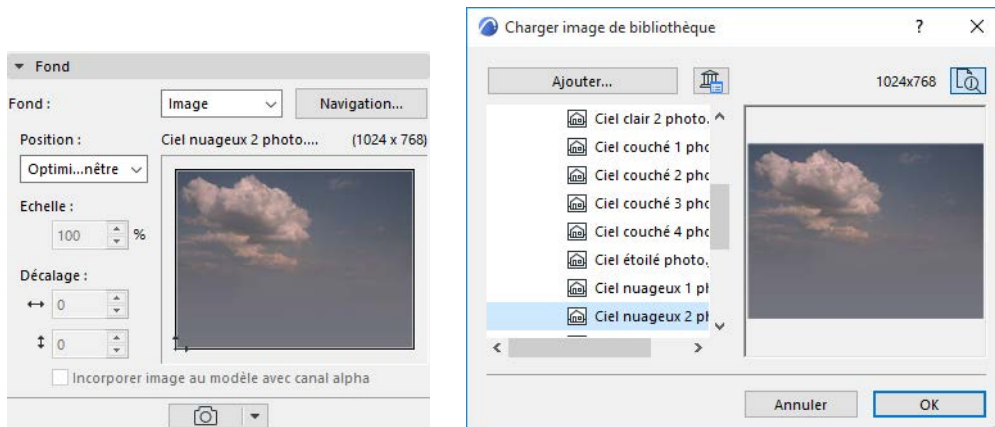 Fond
Fond :
Image
Navigation...
Position :
Ciel nuageux 2 photo....
(1024 x 768)
Optimi...nêtre
Echelle :
100
%
Décalage :
0
0
Incorporer image au modèle avec canal alpha
Charger image de bibliothèque
?
Ajouter...
1024x768
Ciel clair 2 photo.
Ciel couché 1 pho
Ciel couché 2 pho
Ciel couché 3 pho
Ciel couché 4 pho
Ciel étoilé photo.
Ciel nuageux 1 pl
Ciel nuageux 2 pl
Annuler
OK